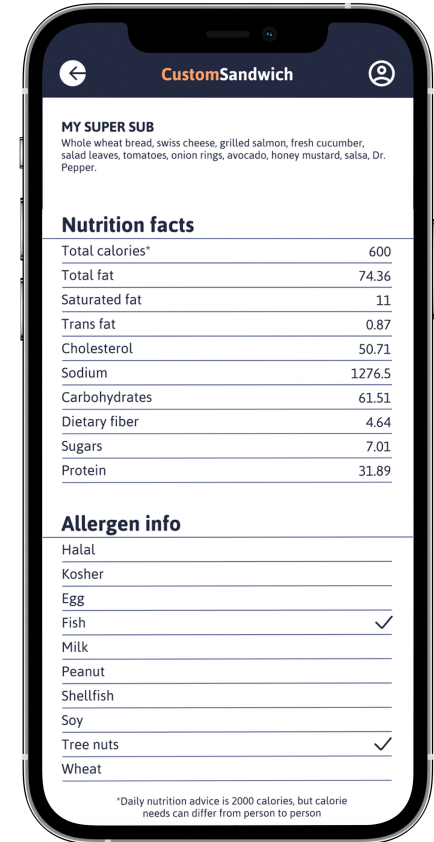 CustomSandwich
MY SUPER SUB
Whole wheat bread, swiss cheese, grilled salmon, fresh cucumber,
salad leaves, tomatoes, onion rings, avocado, honey mustard, salsa, Dr.
Pepper.
Nutrition facts
Total calories* 600
Total fat 74.36
Saturated fat 11
Trans fat 0.87
Cholesterol 50.71
Sodium 1276.5
Carbohydrates 61.51
Dietary fiber 4.64
Sugars 7.01
Protein 31.89
Allergen info
Halal
Kosher
Egg
Fish
Milk
Peanut
Shellfish
Soy
Tree nuts
Wheat
*Daily nutrition advice is 2000 calories, but calorie
needs can differ from person to person